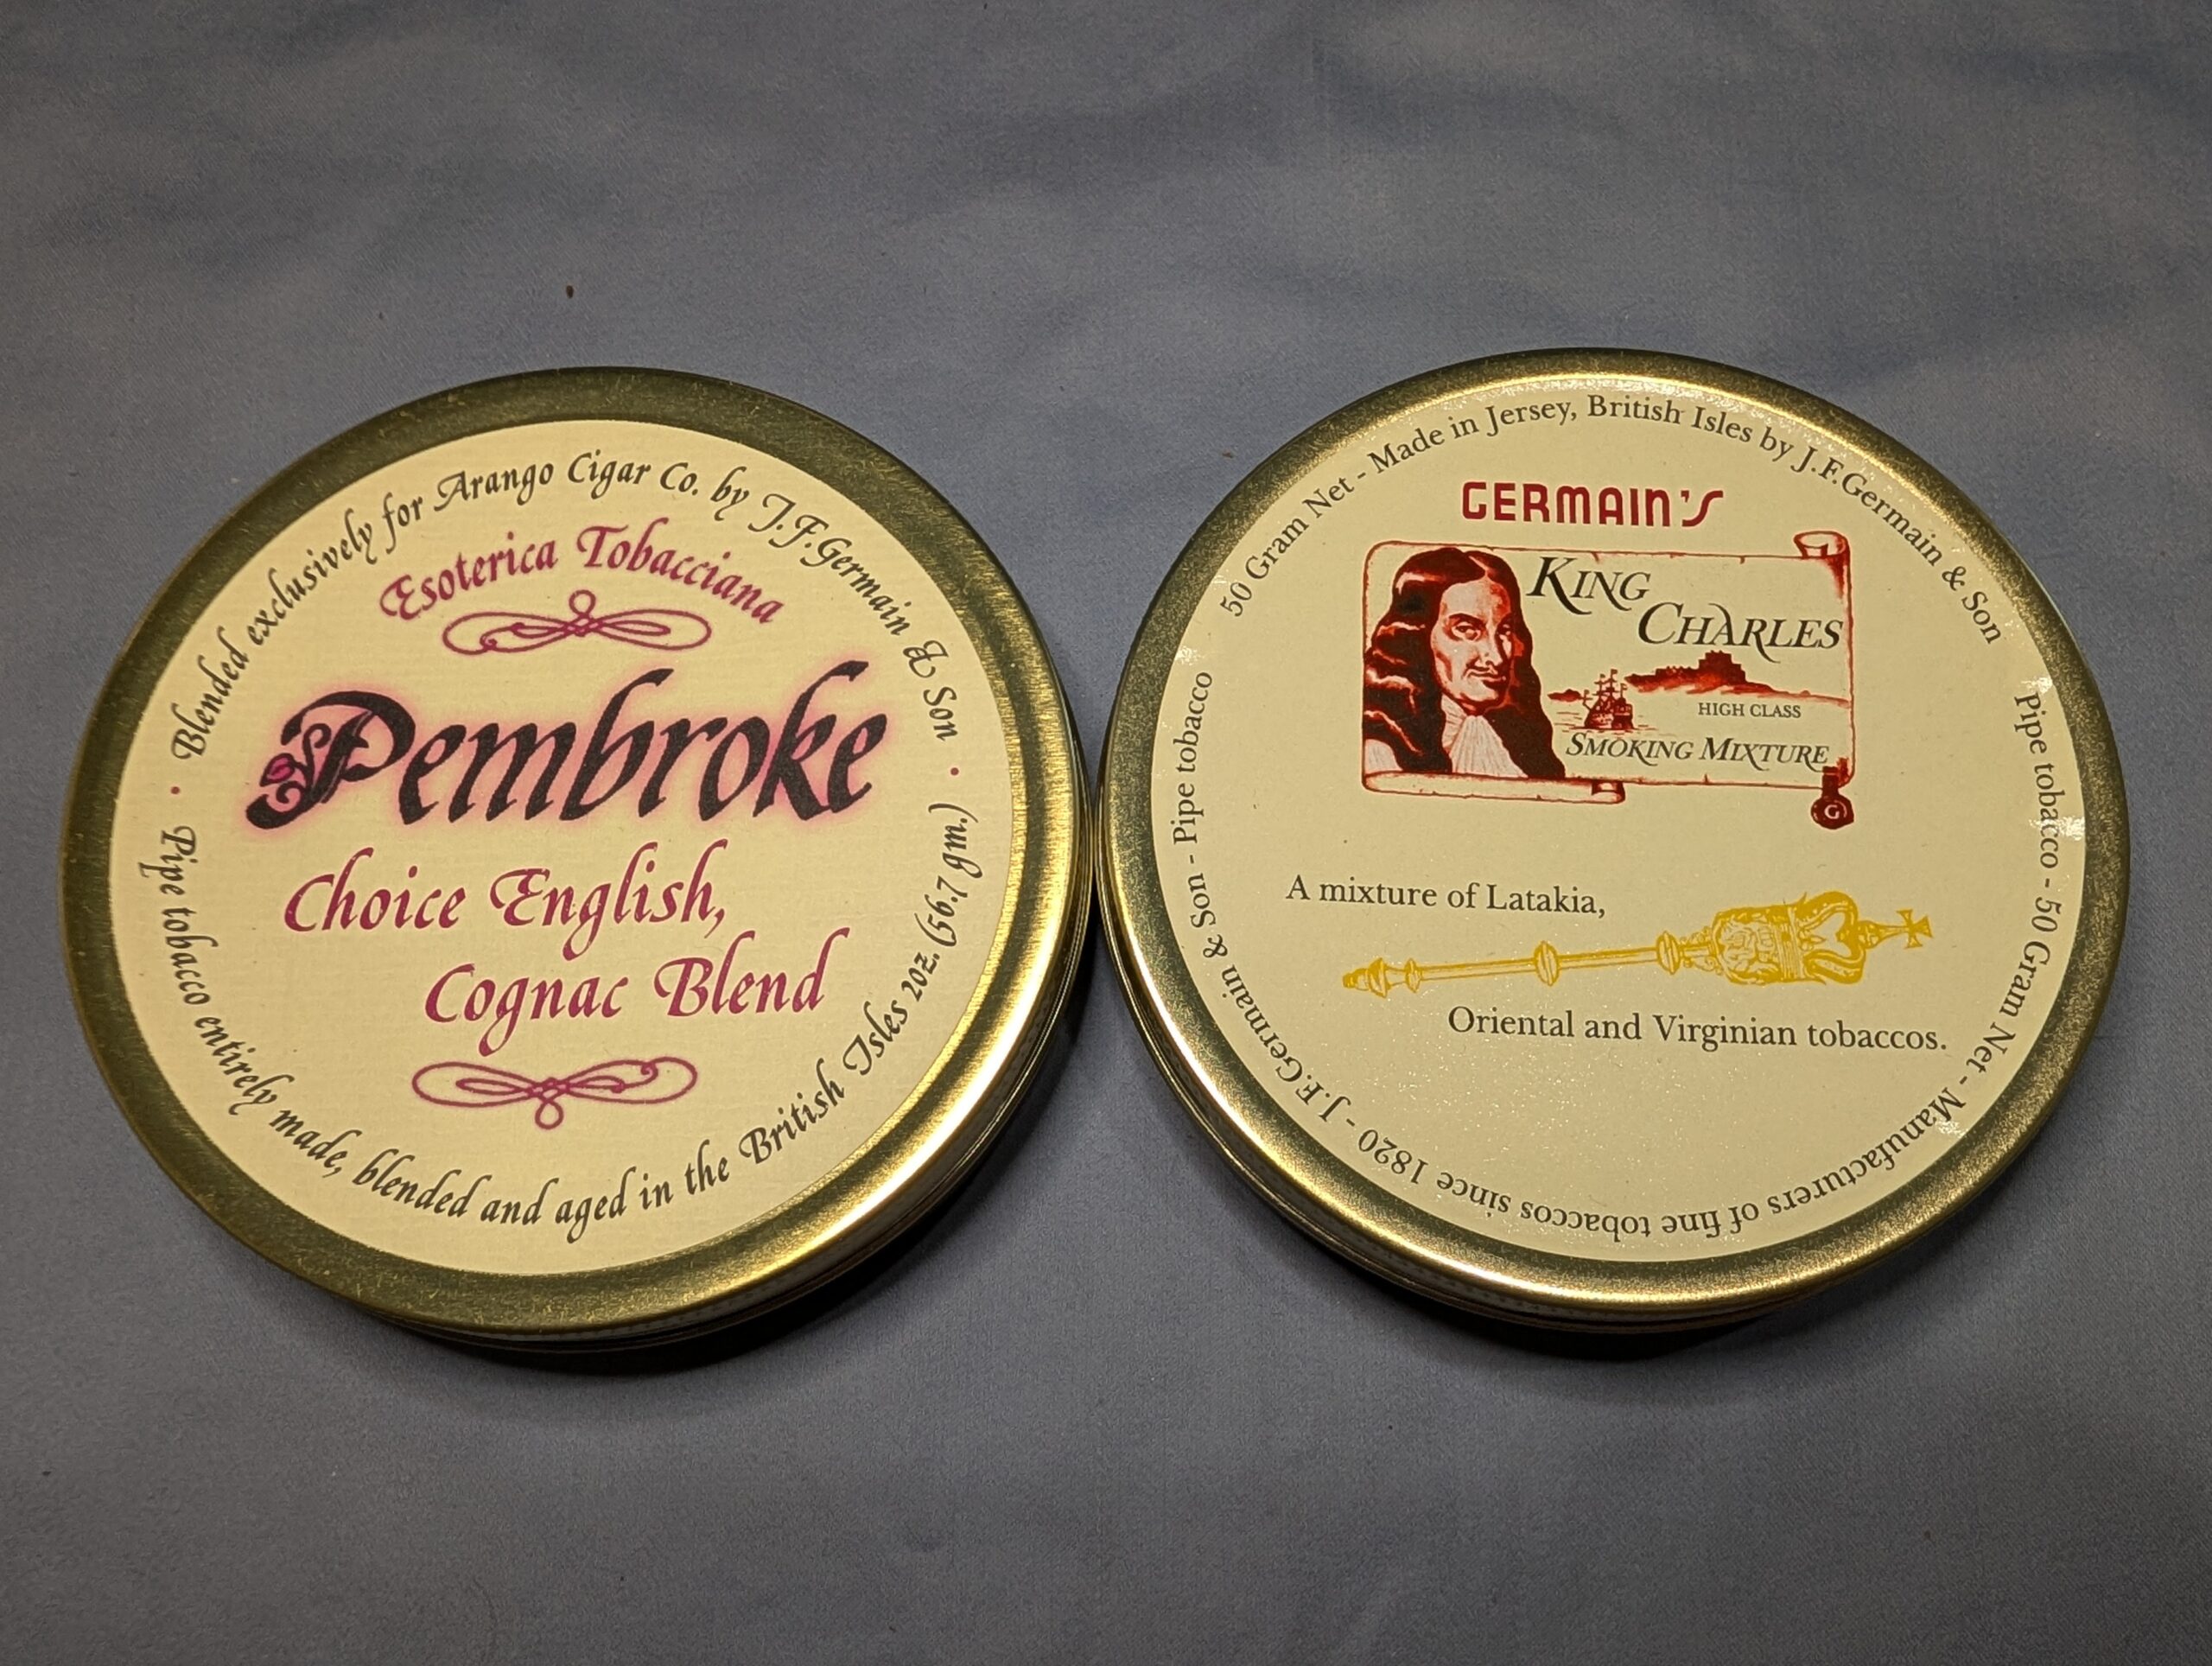 · Blended exclusively for Arango Cigar Co. by J.F.Germain & Son ·
Esoterica Tobacciana
Pembroke
Choice English,
Cognac Blend
Pipe tobacco entirely made, blended and aged in the British Isles 2oz. (56.7 gm.)
50 Gram Net - Made in Jersey, British Isles by J.F.Germain & Son
Pipe tobacco - 50 Gram Net - Manufacturers of fine tobaccos since 1820 - J.F.Germain & Son - Pipe tobacco
GERMAIN'S
KING
CHARLES
HIGH CLASS
SMOKING MIXTURE
G
A mixture of Latakia,
Oriental and Virginian tobaccos.